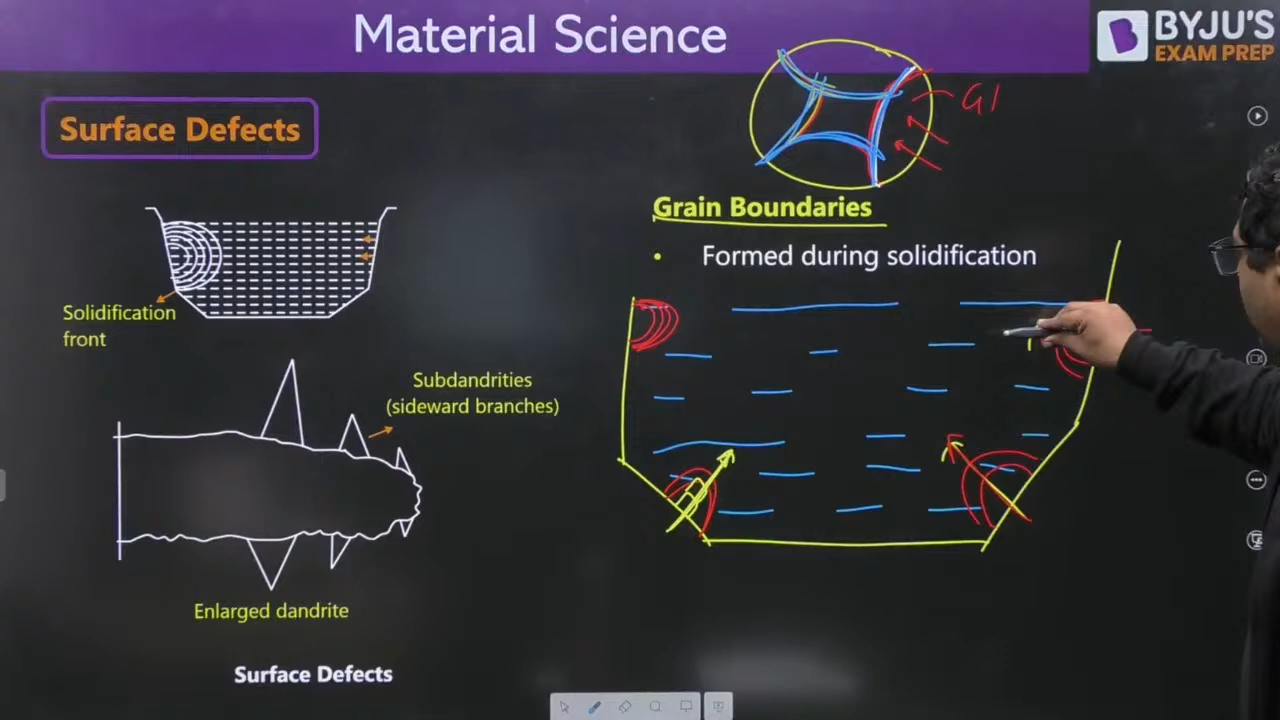 Material Science
BYJU'S
EXAM PREP
Surface Defects
G1
Grain Boundaries
• Formed during solidification
Solidification
front
Subdandrities
(sideward branches)
Enlarged dandrite
Surface Defects